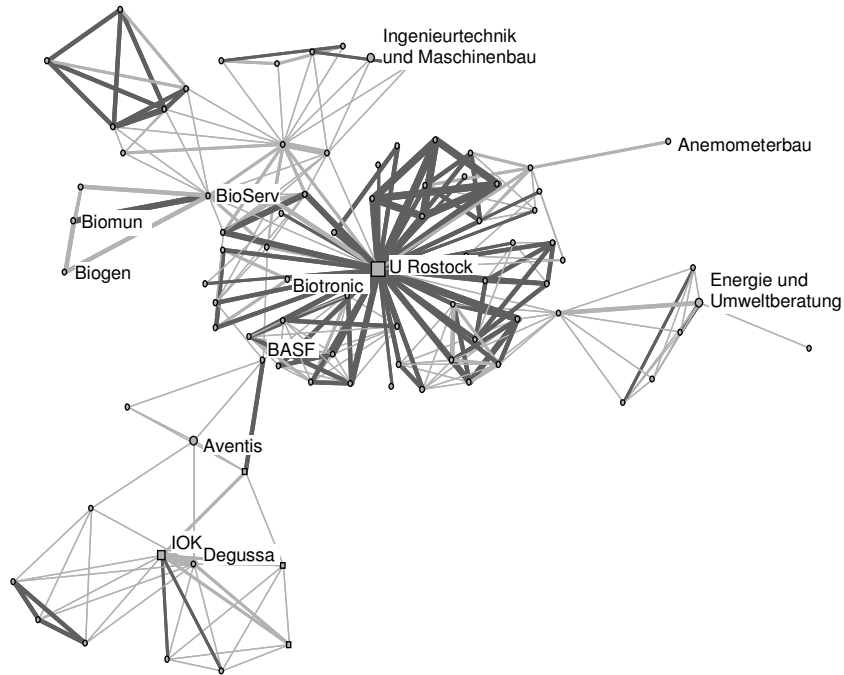 Ingenieurtechnik
und Maschinenbau
Anemometerbau
BioServ
Biomun
Biogen
U Rostock
Biotronic
Energie und
Umweltberatung
BASF
Aventis
IOK
Degussa